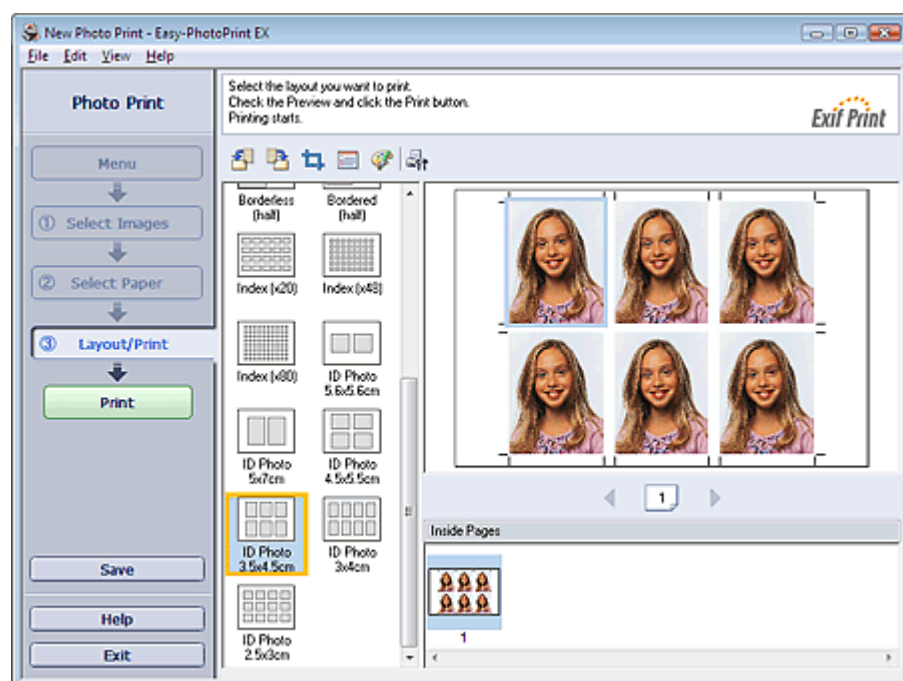 New Photo Print - Easy-PhotoPrint EX
File Edit View Help
Photo Print
Select the layout you want to print.
Check the Preview and click the Print button.
Printing starts.
Exif Print
Menu
① Select Images
② Select Paper
③ Layout/Print
Print
Save
Help
Exit
Borderless
(half)
Bordered
(half)
Index (x20)
Index (x48)
Index (x80)
ID Photo
5.6x5.6cm
ID Photo
5x7cm
ID Photo
4.5x5.5cm
ID Photo
3.5x4.5cm
ID Photo
3x4cm
ID Photo
2.5x3cm
1
Inside Pages
1